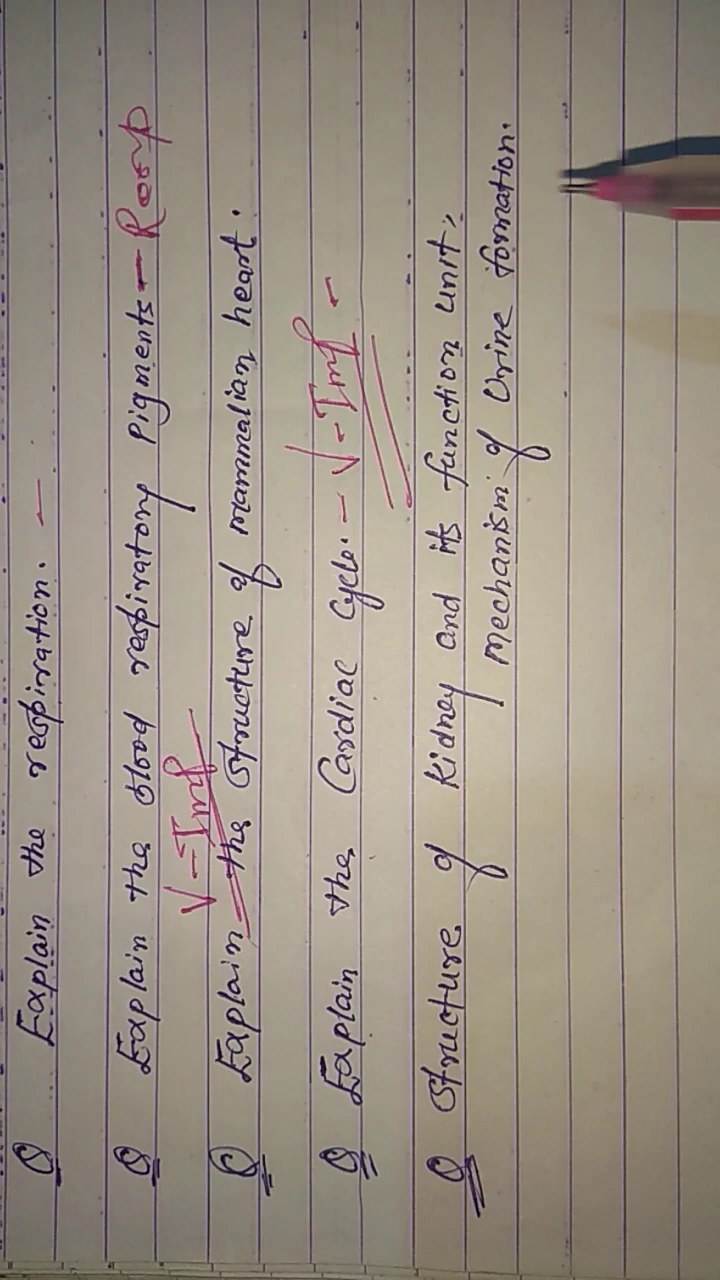 Q Explain the respiration. -
Q Explain the blood respiratory Pigments - Resp
V-Imp
Q Explain the Structure of mammalian heart.
Q Explain the Cardiac Cycle. - V-Imp -
Q Structure of Kidney and its function unit,
Mechanism of Urine formation.